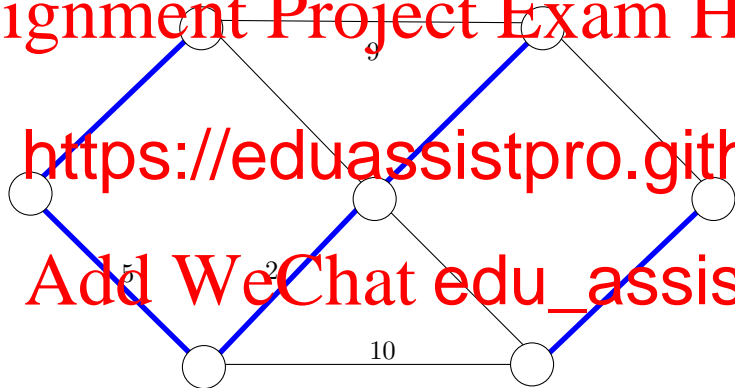 ignment Project Exam H
9
https://eduassistpro.gith
5
2
Add WeChat edu_assis
10